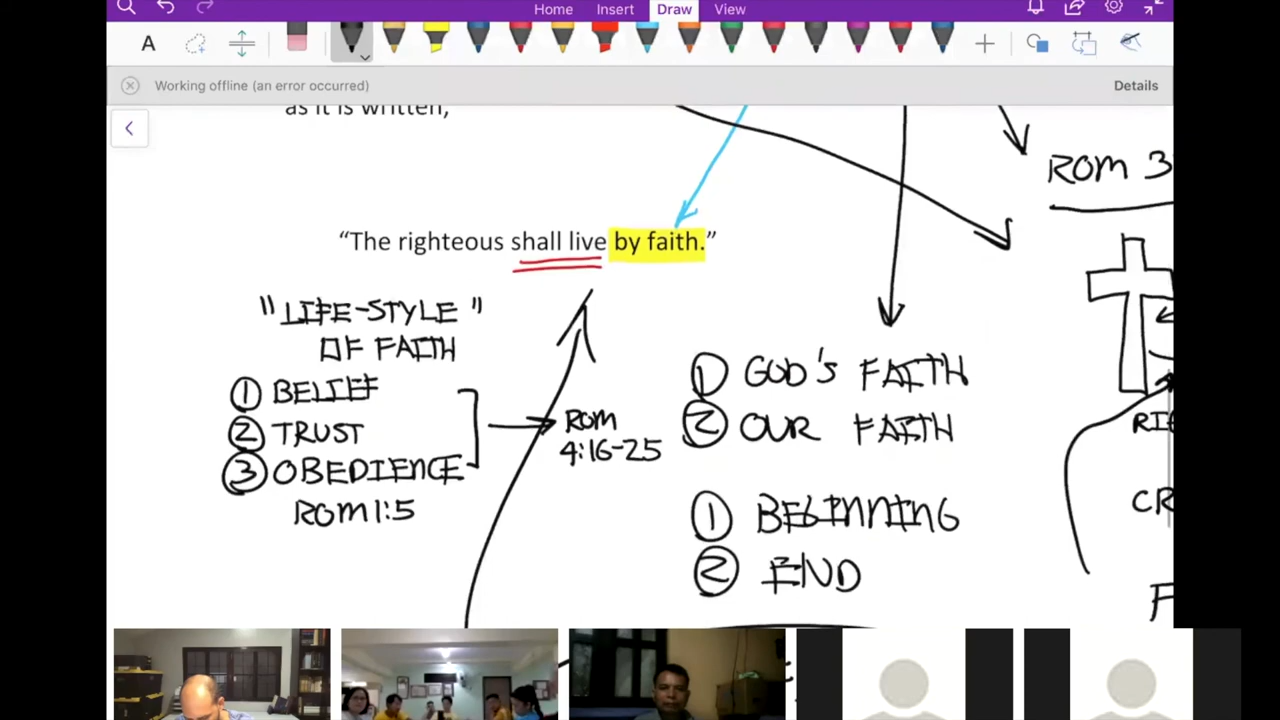 Home Insert Draw View
A
Working offline (an error occurred) Details
as it is written,
ROM 3
“The righteous shall live by faith.”
"LIFE-STYLE"
OF FAITH
1 BELIEF
2 TRUST
3 OBEDIENCE
ROM 1:5
ROM
4:16-25
1 GOD'S FAITH
2 OUR FAITH
1 BEGINNING
2 END